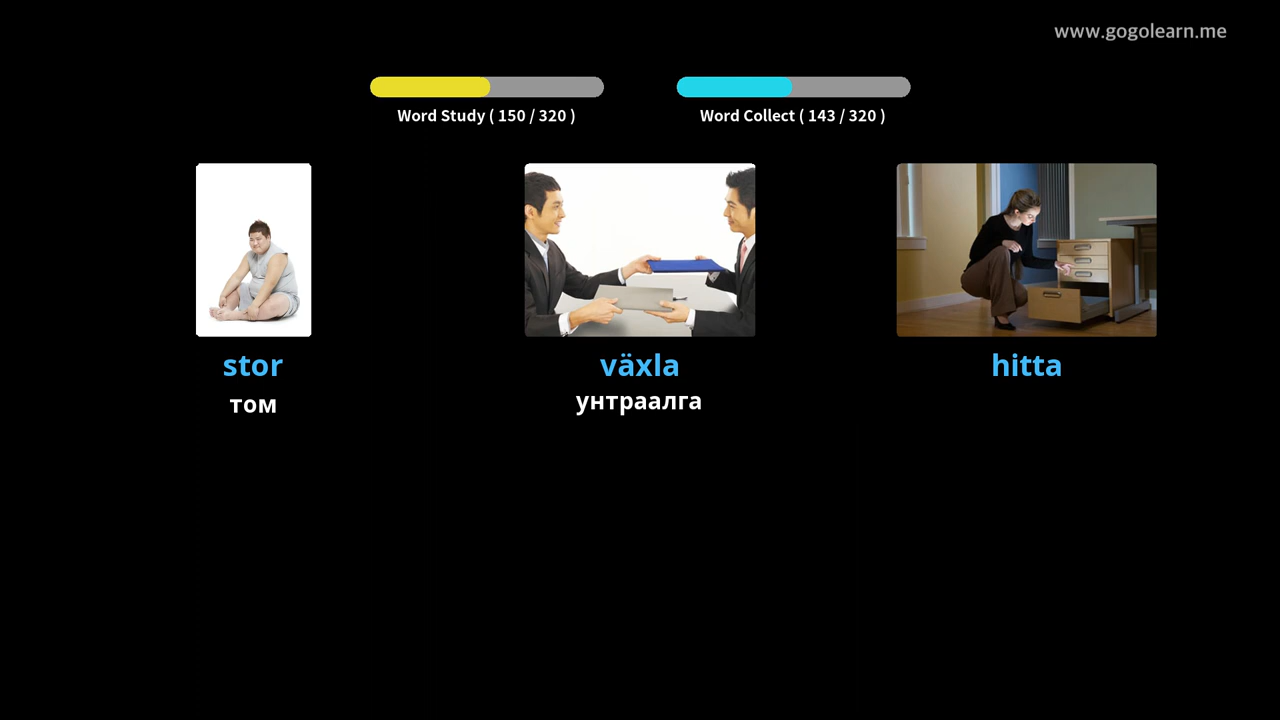 www.gogolearn.me
Word Study ( 150 / 320 )
Word Collect ( 143 / 320 )
stor
växla
hitta
том
унтраалга